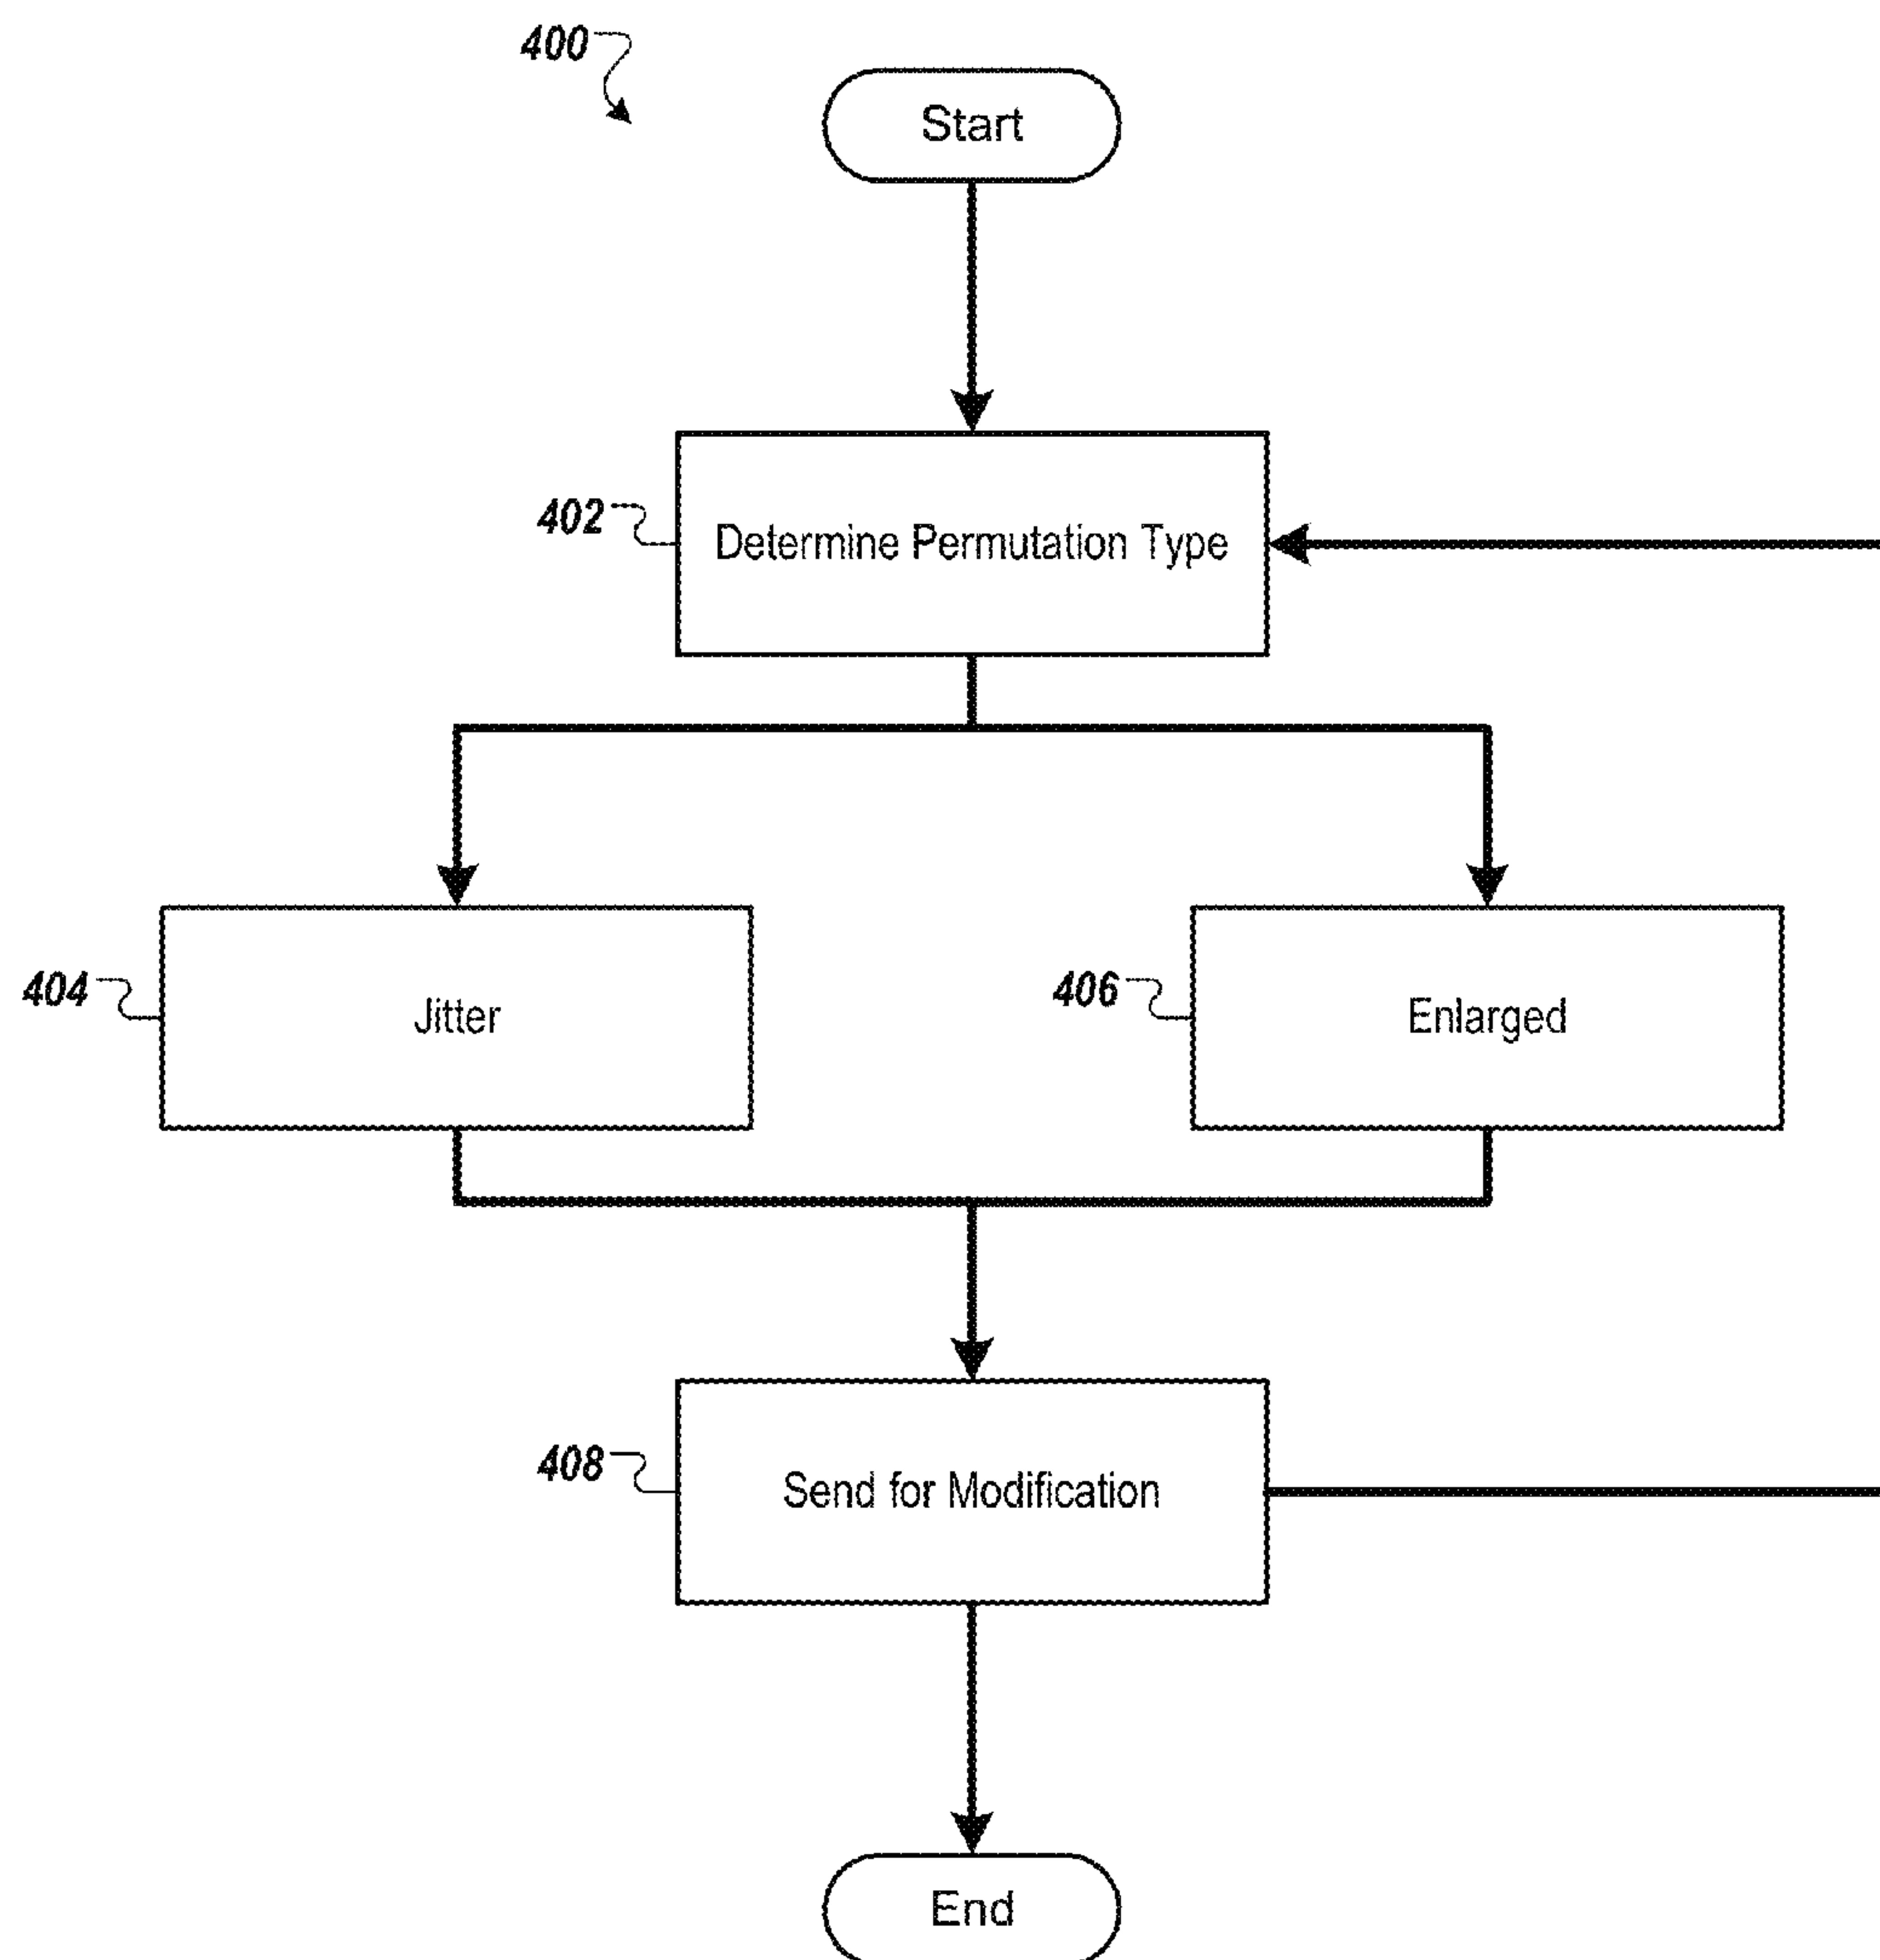 400
Start
402
Determine Permutation Type
404
Jitter
406
Enlarged
408
Send for Modification
End